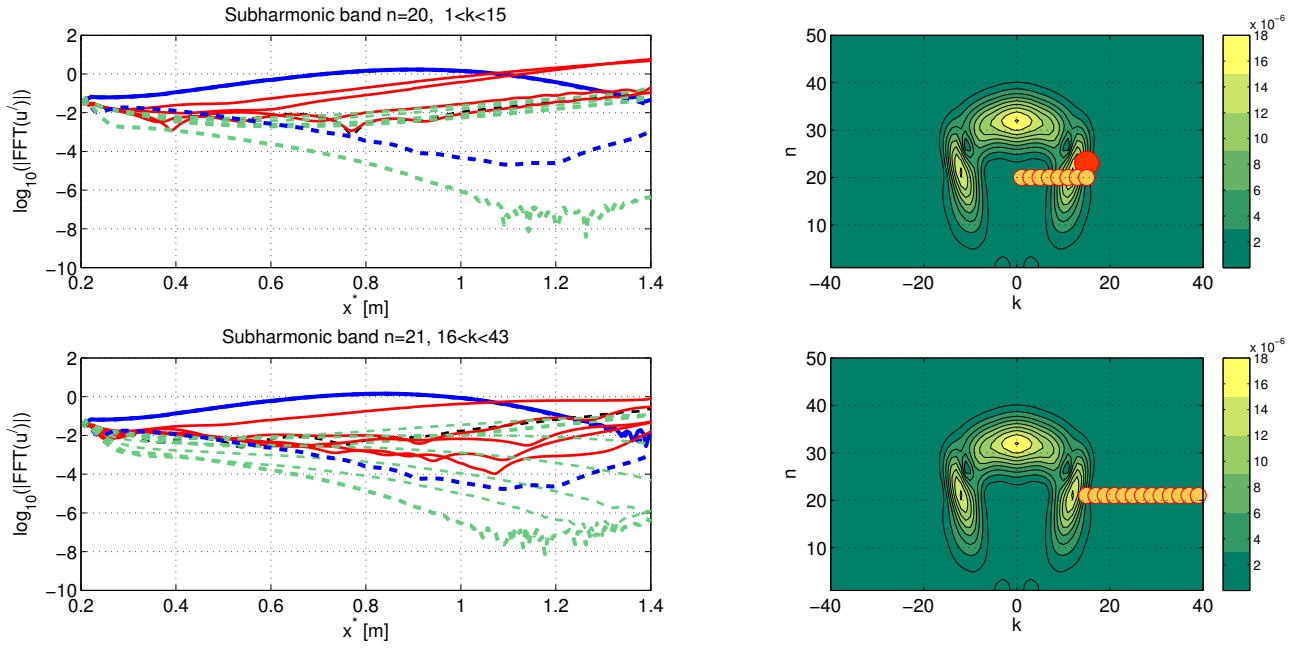 Subharmonic band n=20, 1<k<15
log10(|FFT(u')|)
2
0
−2
−4
−6
−8
−10
0.2 0.4 0.6 0.8 1 1.2 1.4
x* [m]
n
50
40
30
20
10
−40 −20 0 20 40
k
x 10^-6
18
16
14
12
10
8
6
4
2
Subharmonic band n=21, 16<k<43
log10(|FFT(u')|)
2
0
−2
−4
−6
−8
−10
0.2 0.4 0.6 0.8 1 1.2 1.4
x* [m]
n
50
40
30
20
10
−40 −20 0 20 40
k
x 10^-6
18
16
14
12
10
8
6
4
2